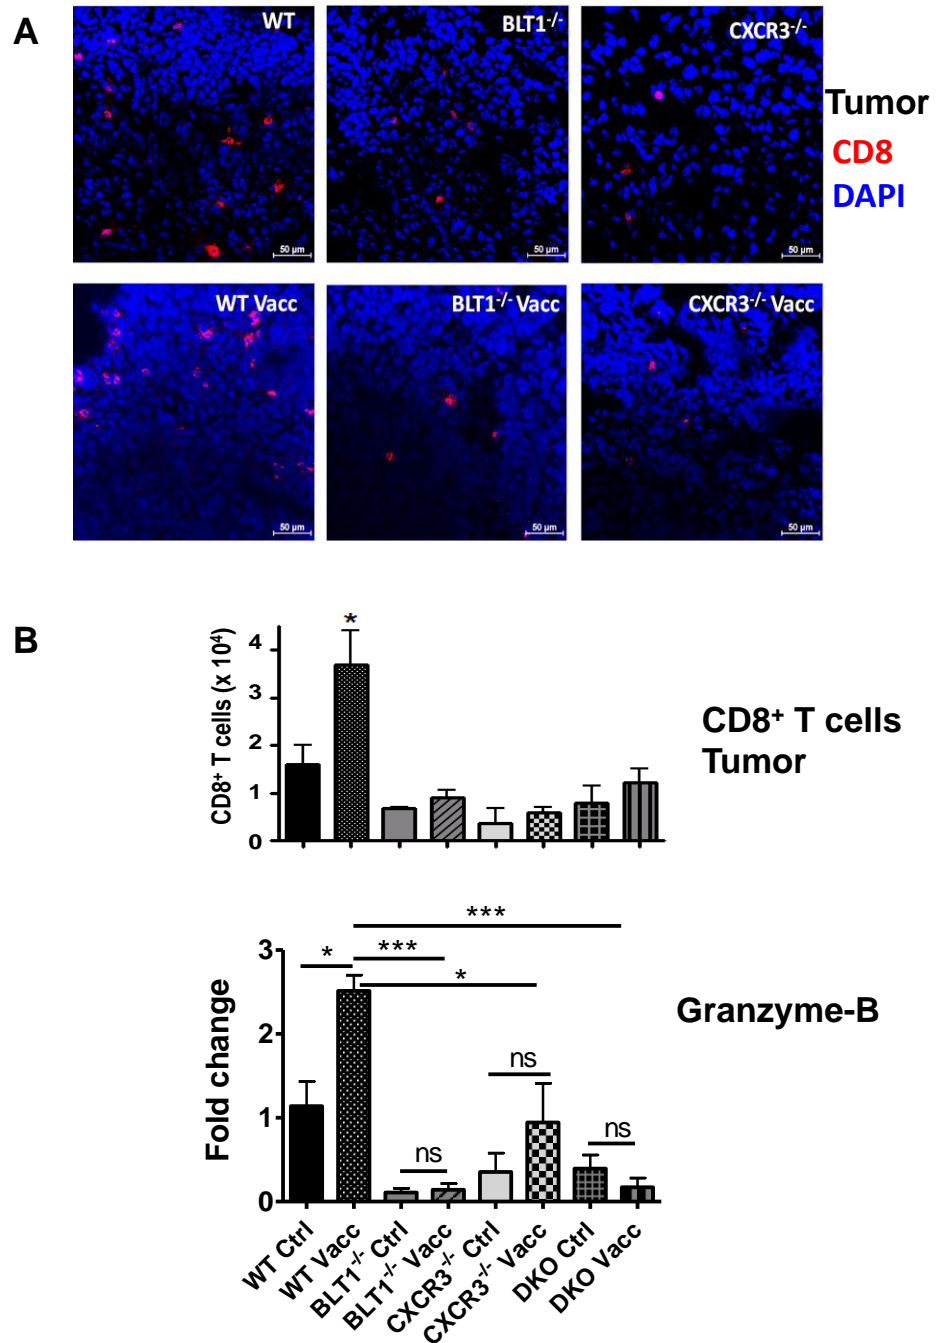 A
WT
BLT1⁻/⁻
CXCR3⁻/⁻
Tumor
CD8
DAPI
50 µm
50 µm
50 µm
WT Vacc
BLT1⁻/⁻ Vacc
CXCR3⁻/⁻ Vacc
50 µm
50 µm
50 µm
B
CD8⁺ T cells (x 10⁴)
4
3
2
1
0
*
CD8⁺ T cells
Tumor
Fold change
3
2
1
0
***
*
***
*
ns
ns
ns
Granzyme-B
WT Ctrl
WT Vacc
BLT1⁻/⁻ Ctrl
BLT1⁻/⁻ Vacc
CXCR3⁻/⁻ Ctrl
CXCR3⁻/⁻ Vacc
DKO Ctrl
DKO Vacc